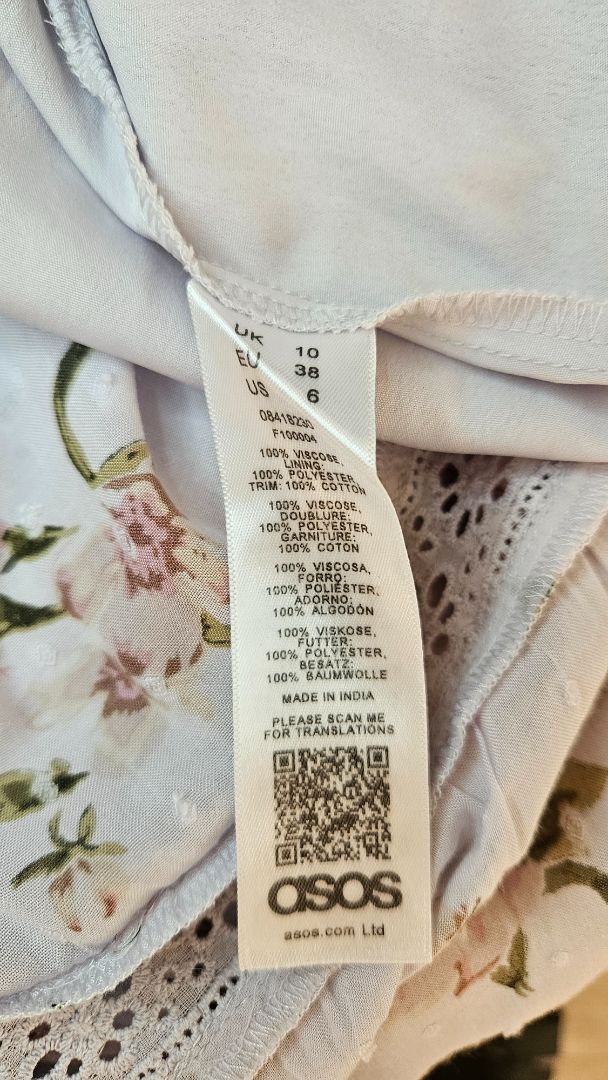 UK 10
EU 38
US 6
08418230
F100004
100% VISCOSE,
LINING:
100% POLYESTER,
TRIM: 100% COTTON
100% VISCOSE,
DOUBLURE:
100% POLYESTER,
GARNITURE:
100% COTON
100% VISCOSA,
FORRO:
100% POLIÉSTER,
ADORNO:
100% ALGODÓN
100% VISKOSE,
FUTTER:
100% POLYESTER,
BESATZ:
100% BAUMWOLLE
MADE IN INDIA
PLEASE SCAN ME
FOR TRANSLATIONS
asos
asos.com Ltd